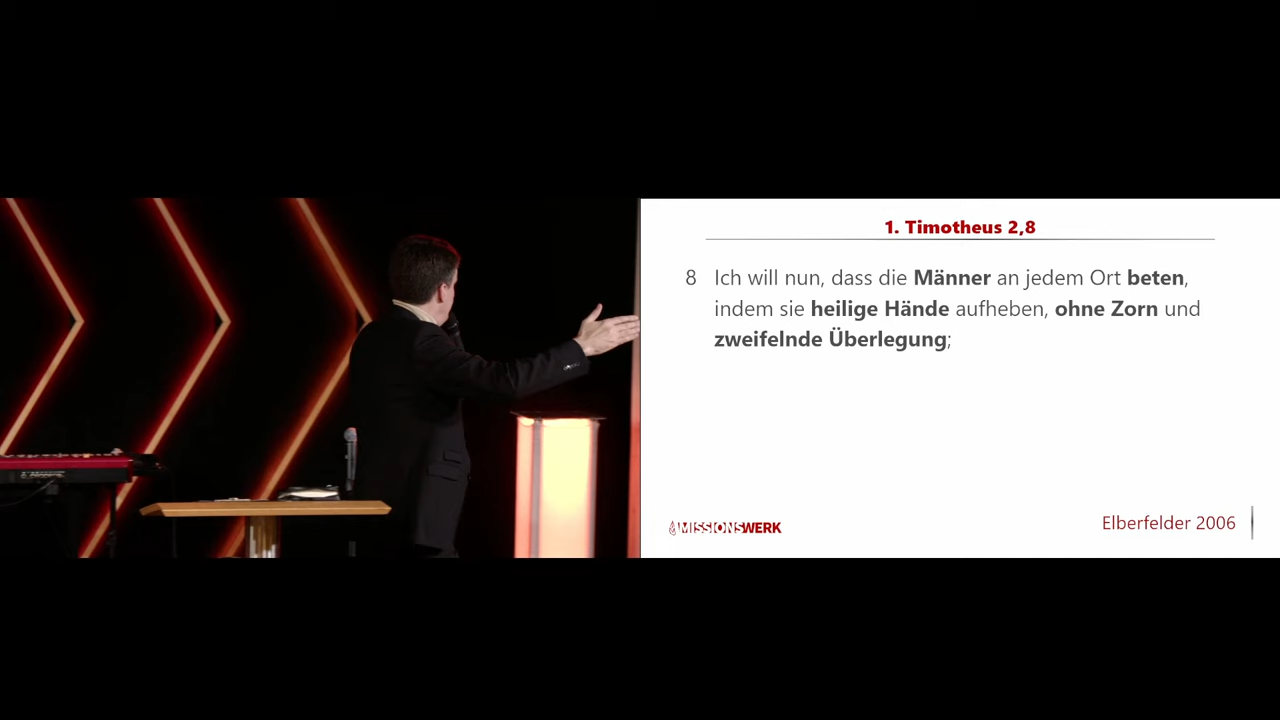 1. Timotheus 2,8
8 Ich will nun, dass die Männer an jedem Ort beten,
indem sie heilige Hände aufheben, ohne Zorn und
zweifelnde Überlegung;
MISSIONSWERK
Elberfelder 2006